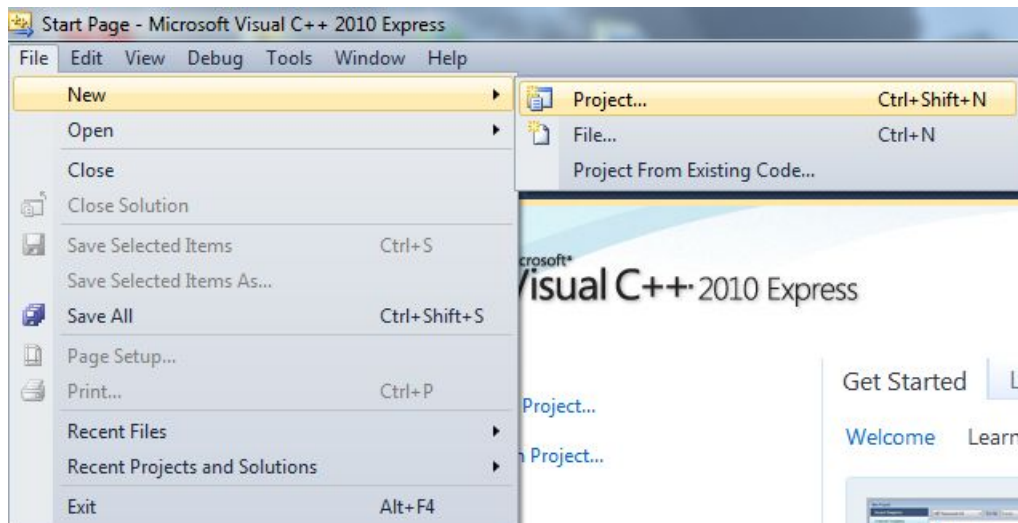 Start Page - Microsoft Visual C++ 2010 Express
File Edit View Debug Tools Window Help
New
Project... Ctrl+Shift+N
Open
File... Ctrl+N
Close
Project From Existing Code...
Close Solution
Save Selected Items Ctrl+S
Save Selected Items As...
Save All Ctrl+Shift+S
Page Setup...
Print... Ctrl+P
Recent Files
Recent Projects and Solutions
Exit Alt+F4
crosoft
isual C++ 2010 Express
Project...
Project...
Get Started L
Welcome Learn